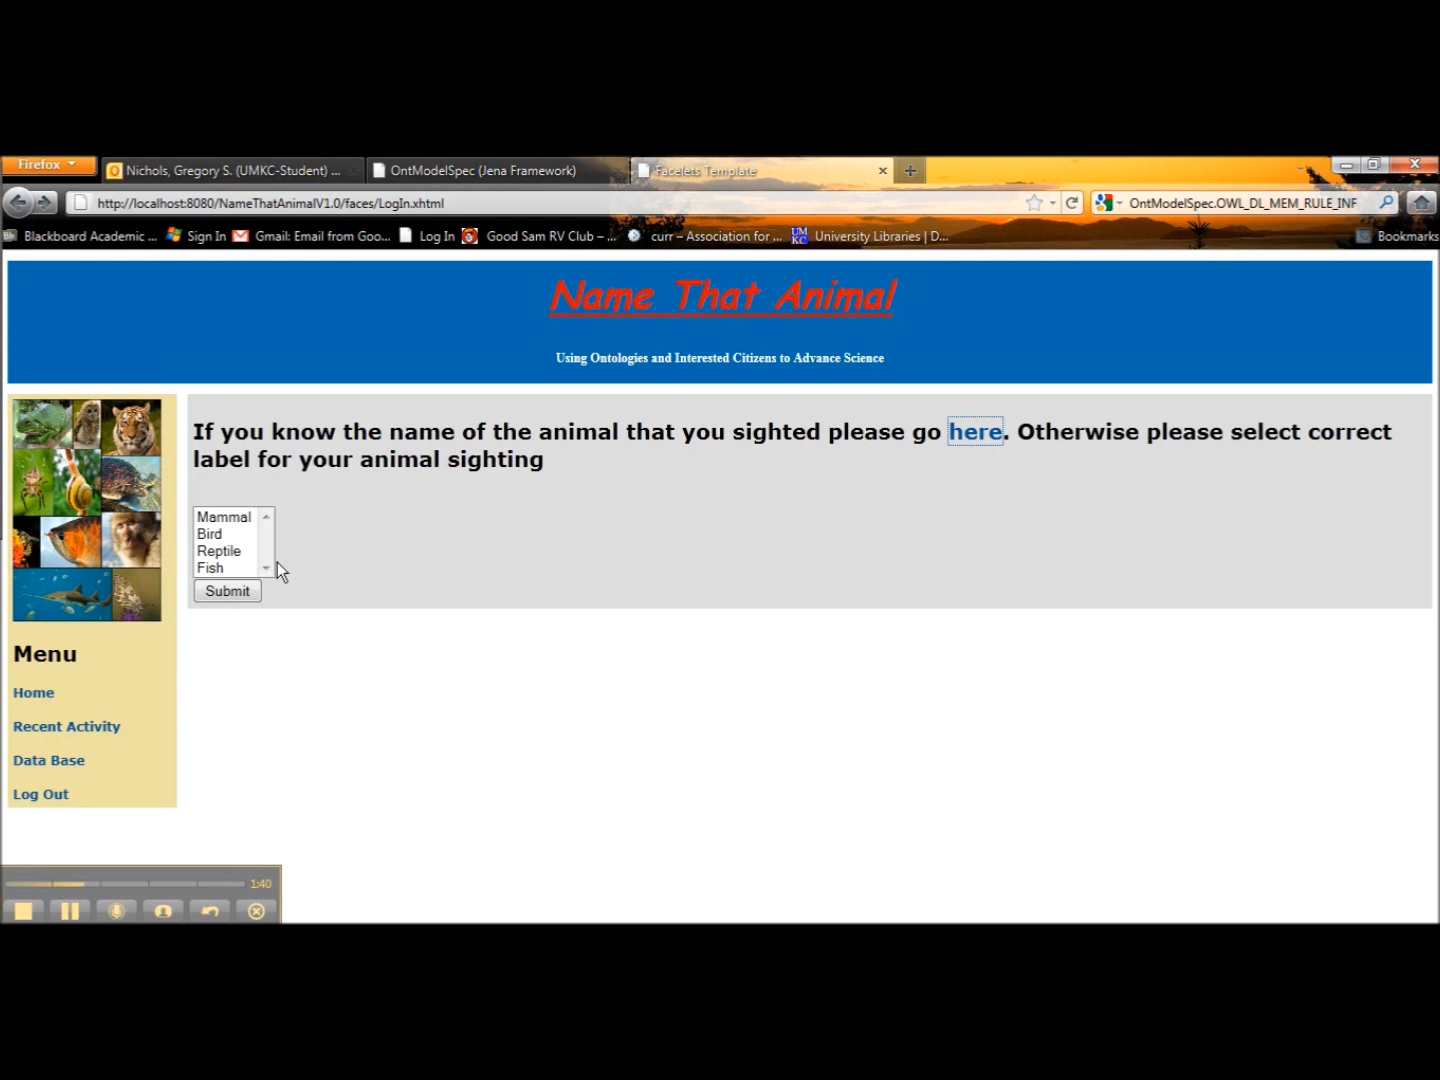 Firefox
Nichols, Gregory S. (UMKC-Student) ...
OntModelSpec (Jena Framework)
Facelets Template
http://localhost:8080/NameThatAnimalV1.0/faces/LogIn.xhtml
OntModelSpec.OWL_DL_MEM_RULE_INF
Blackboard Academic ...
Sign In
Gmail: Email from Goo...
Log In
Good Sam RV Club – ...
curr – Association for ...
UM KC
University Libraries | D...
Bookmarks
Name That Animal
Using Ontologies and Interested Citizens to Advance Science
If you know the name of the animal that you sighted please go here. Otherwise please select correct
label for your animal sighting
Mammal
Bird
Reptile
Fish
Submit
Menu
Home
Recent Activity
Data Base
Log Out
1:40